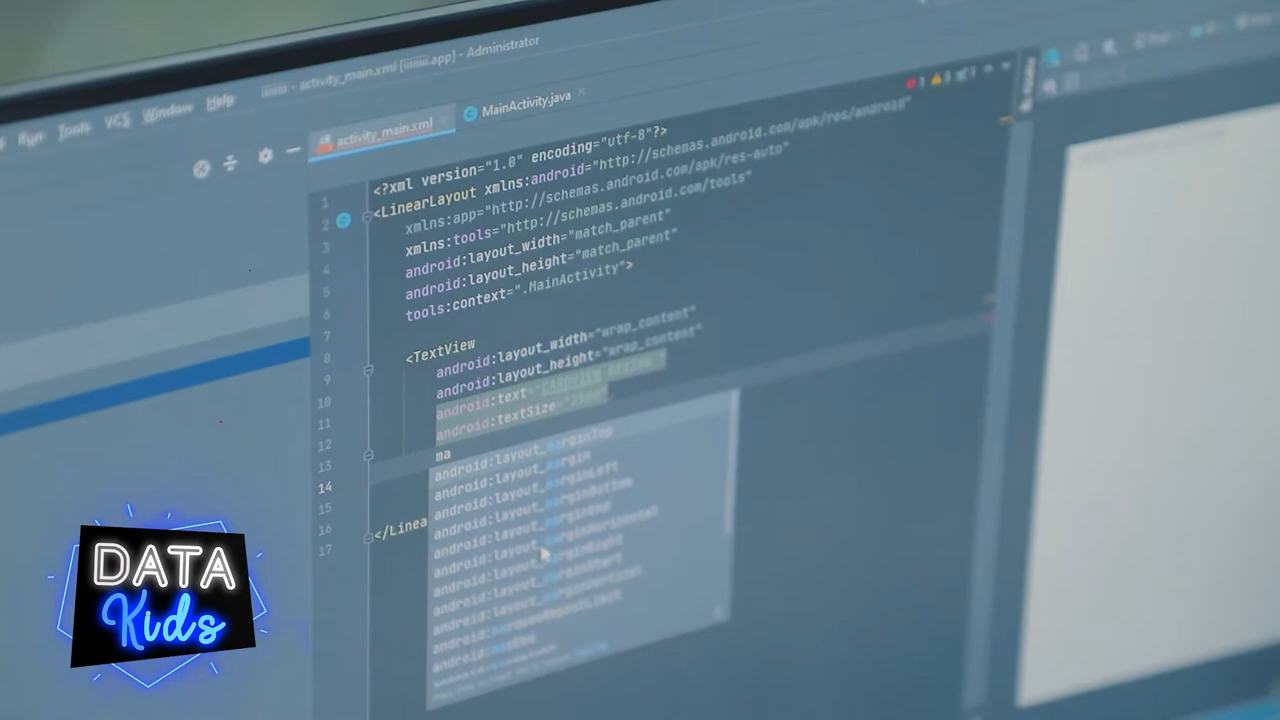 Run Tools VCS Window Help
activity_main.xml [ app] - Administrator
activity_main.xml
MainActivity.java
1 <?xml version="1.0" encoding="utf-8"?>
2 <LinearLayout xmlns:android="http://schemas.android.com/apk/res/android"
3 xmlns:app="http://schemas.android.com/apk/res-auto"
4 xmlns:tools="http://schemas.android.com/tools"
5 android:layout_width="match_parent"
6 android:layout_height="match_parent"
7 tools:context=".MainActivity">
8
9 <TextView
10 android:layout_width="wrap_content"
11 android:layout_height="wrap_content"
12 android:text=
13 android:textSize=
14 ma
android:layout_marginTop
android:layout_margin
android:layout_marginLeft
android:layout_marginBottom
android:layout_marginEnd
android:layout_marginHorizontal
android:layout_marginRight
android:layout_marginStart
android:layout_marginVertical
android:marqueeRepeatLimit
android:maxEms
15
16 </Linea
17
DATA
Kids